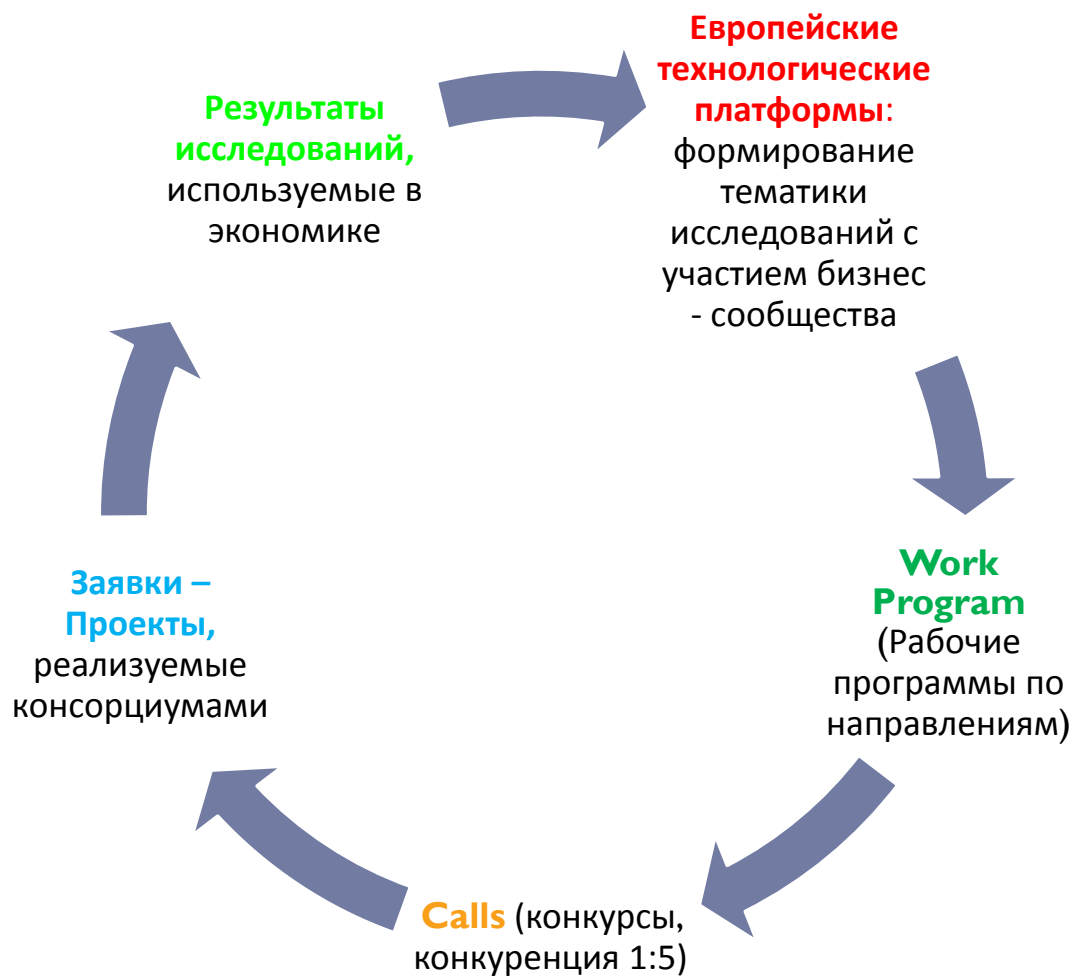 Европейские
технологические
платформы:
формирование
тематики
исследований с
участием бизнес
- сообщества
Work
Program
(Рабочие
программы по
направлениям)
Calls (конкурсы,
конкуренция 1:5)
Заявки –
Проекты,
реализуемые
консорциумами
Результаты
исследований,
используемые в
экономике